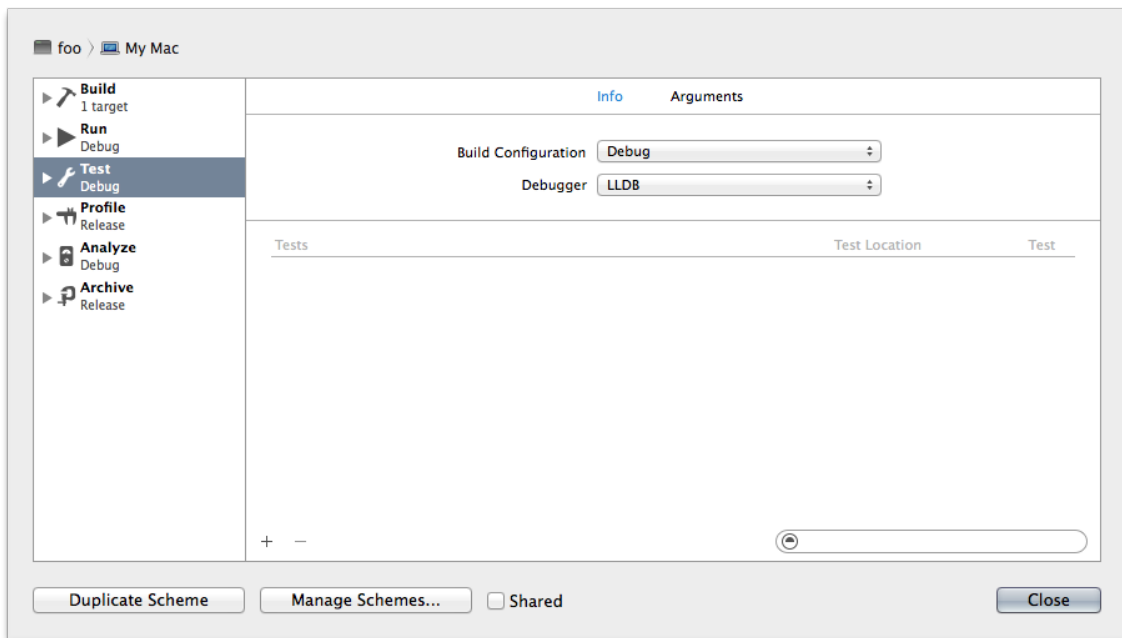 foo 〉 My Mac
Build
1 target
Run
Debug
Test
Debug
Profile
Release
Analyze
Debug
Archive
Release
Info Arguments
Build Configuration Debug
Debugger LLDB
Tests Test Location Test
+ −
Duplicate Scheme Manage Schemes... Shared Close